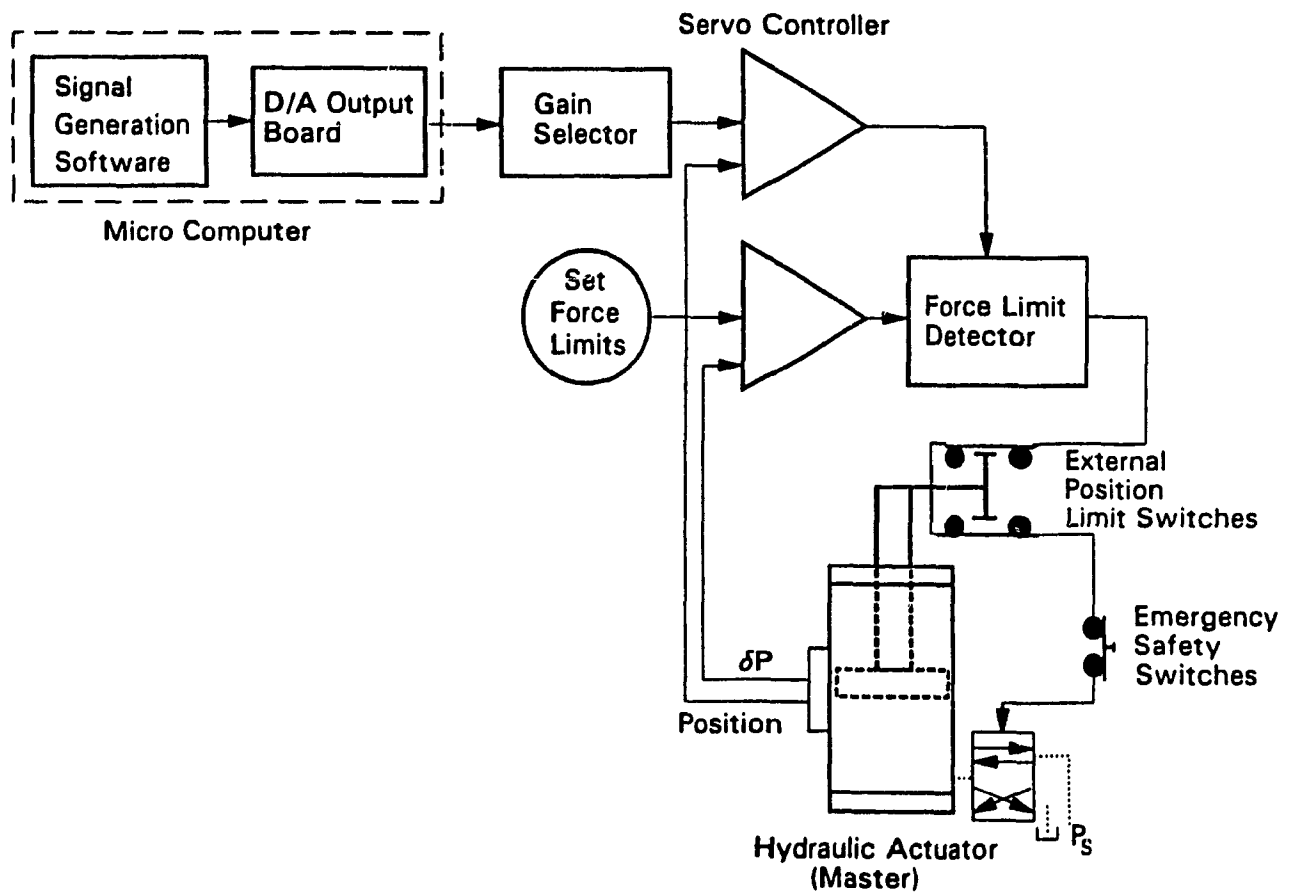 Servo Controller
Signal
Generation
Software
D/A Output
Board
Gain
Selector
Micro Computer
Set
Force
Limits
Force Limit
Detector
External
Position
Limit Switches
Emergency
Safety
Switches
δP
Position
PS
Hydraulic Actuator
(Master)